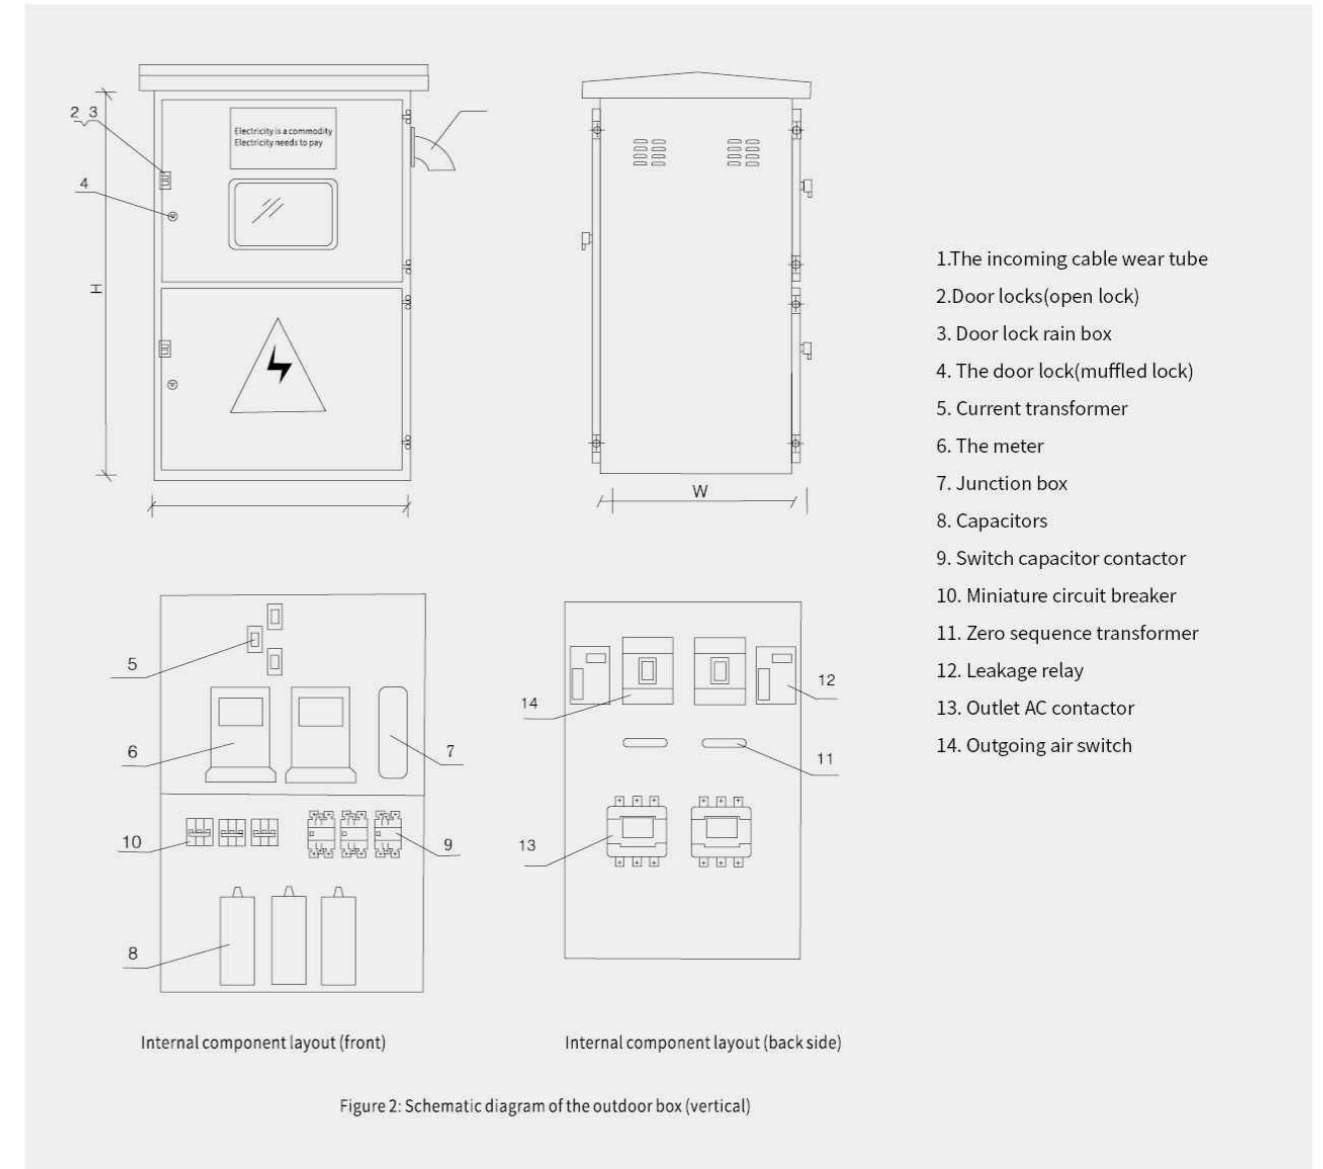 2 3
4
H
Electricity is a commodity
Electricity needs to pay
W
1.The incoming cable wear tube
2.Door locks(open lock)
3. Door lock rain box
4. The door lock(muffled lock)
5. Current transformer
6. The meter
7. Junction box
8. Capacitors
9. Switch capacitor contactor
10. Miniature circuit breaker
11. Zero sequence transformer
12. Leakage relay
13. Outlet AC contactor
14. Outgoing air switch
5
6
7
10
9
8
14
12
11
13
Internal component layout (front)
Internal component layout (back side)
Figure 2: Schematic diagram of the outdoor box (vertical)